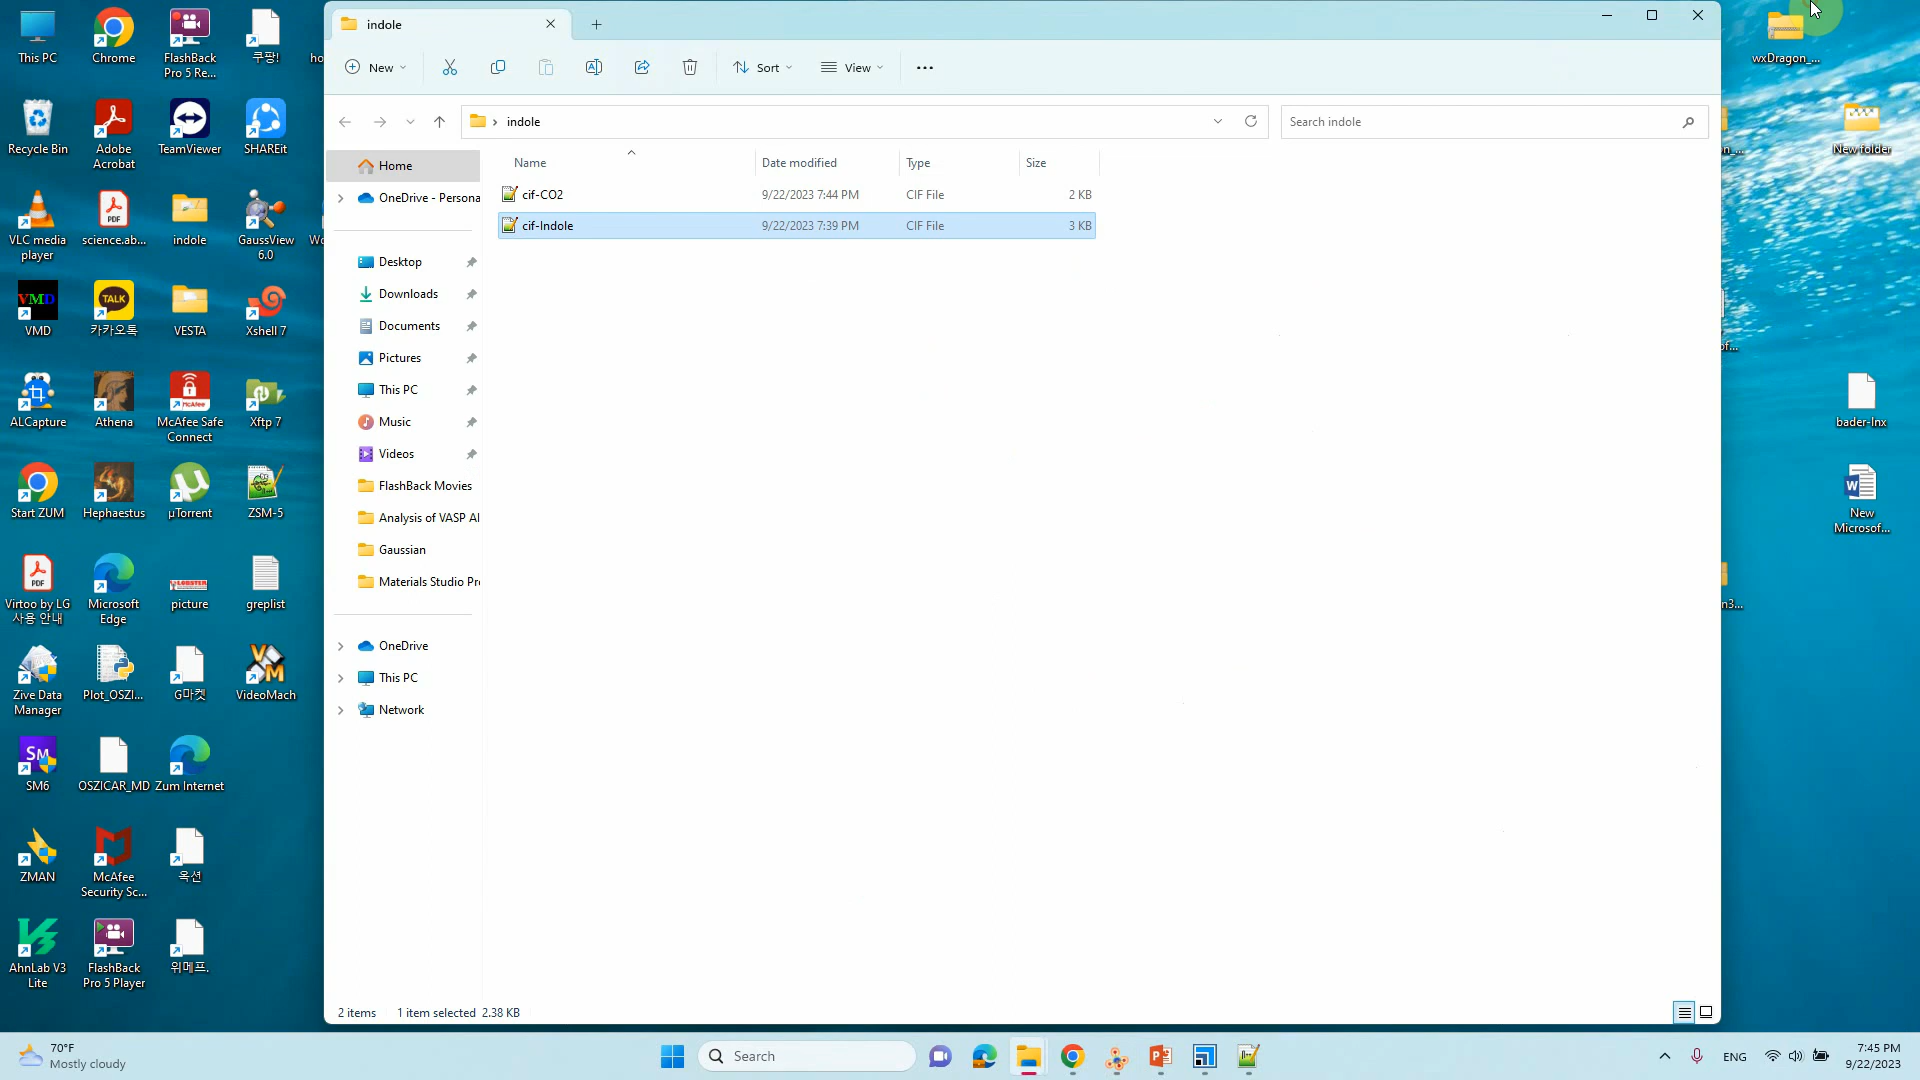 This PC
Chrome
FlashBack
Pro 5 Re...
쿠팡!
Recycle Bin
Adobe
Acrobat
TeamViewer
SHAREit
VLC media
player
science.ab...
indole
GaussView
6.0
VMD
카카오톡
VESTA
Xshell 7
ALCapture
Athena
McAfee Safe
Connect
Xftp 7
Start ZUM
Hephaestus
µTorrent
ZSM-5
Virtoo by LG
사용 안내
Microsoft
Edge
picture
greplist
Zive Data
Manager
Plot_OSZI...
G마켓
VideoMach
SM6
OSZICAR_MD
Zum Internet
ZMAN
McAfee
Security Sc...
옥션
AhnLab V3
Lite
FlashBack
Pro 5 Player
위메프.
indole
New
Sort
View
indole
Search indole
Name
Date modified
Type
Size
cif-CO2
9/22/2023 7:44 PM
CIF File
2 KB
cif-Indole
9/22/2023 7:39 PM
CIF File
3 KB
Home
OneDrive - Persona
Desktop
Downloads
Documents
Pictures
This PC
Music
Videos
FlashBack Movies
Analysis of VASP AI
Gaussian
Materials Studio Pr
OneDrive
This PC
Network
2 items
1 item selected 2.38 KB
wxDragon_...
New folder
bader-lnx
New
Microsof...
70°F
Mostly cloudy
Search
ENG
7:45 PM
9/22/2023